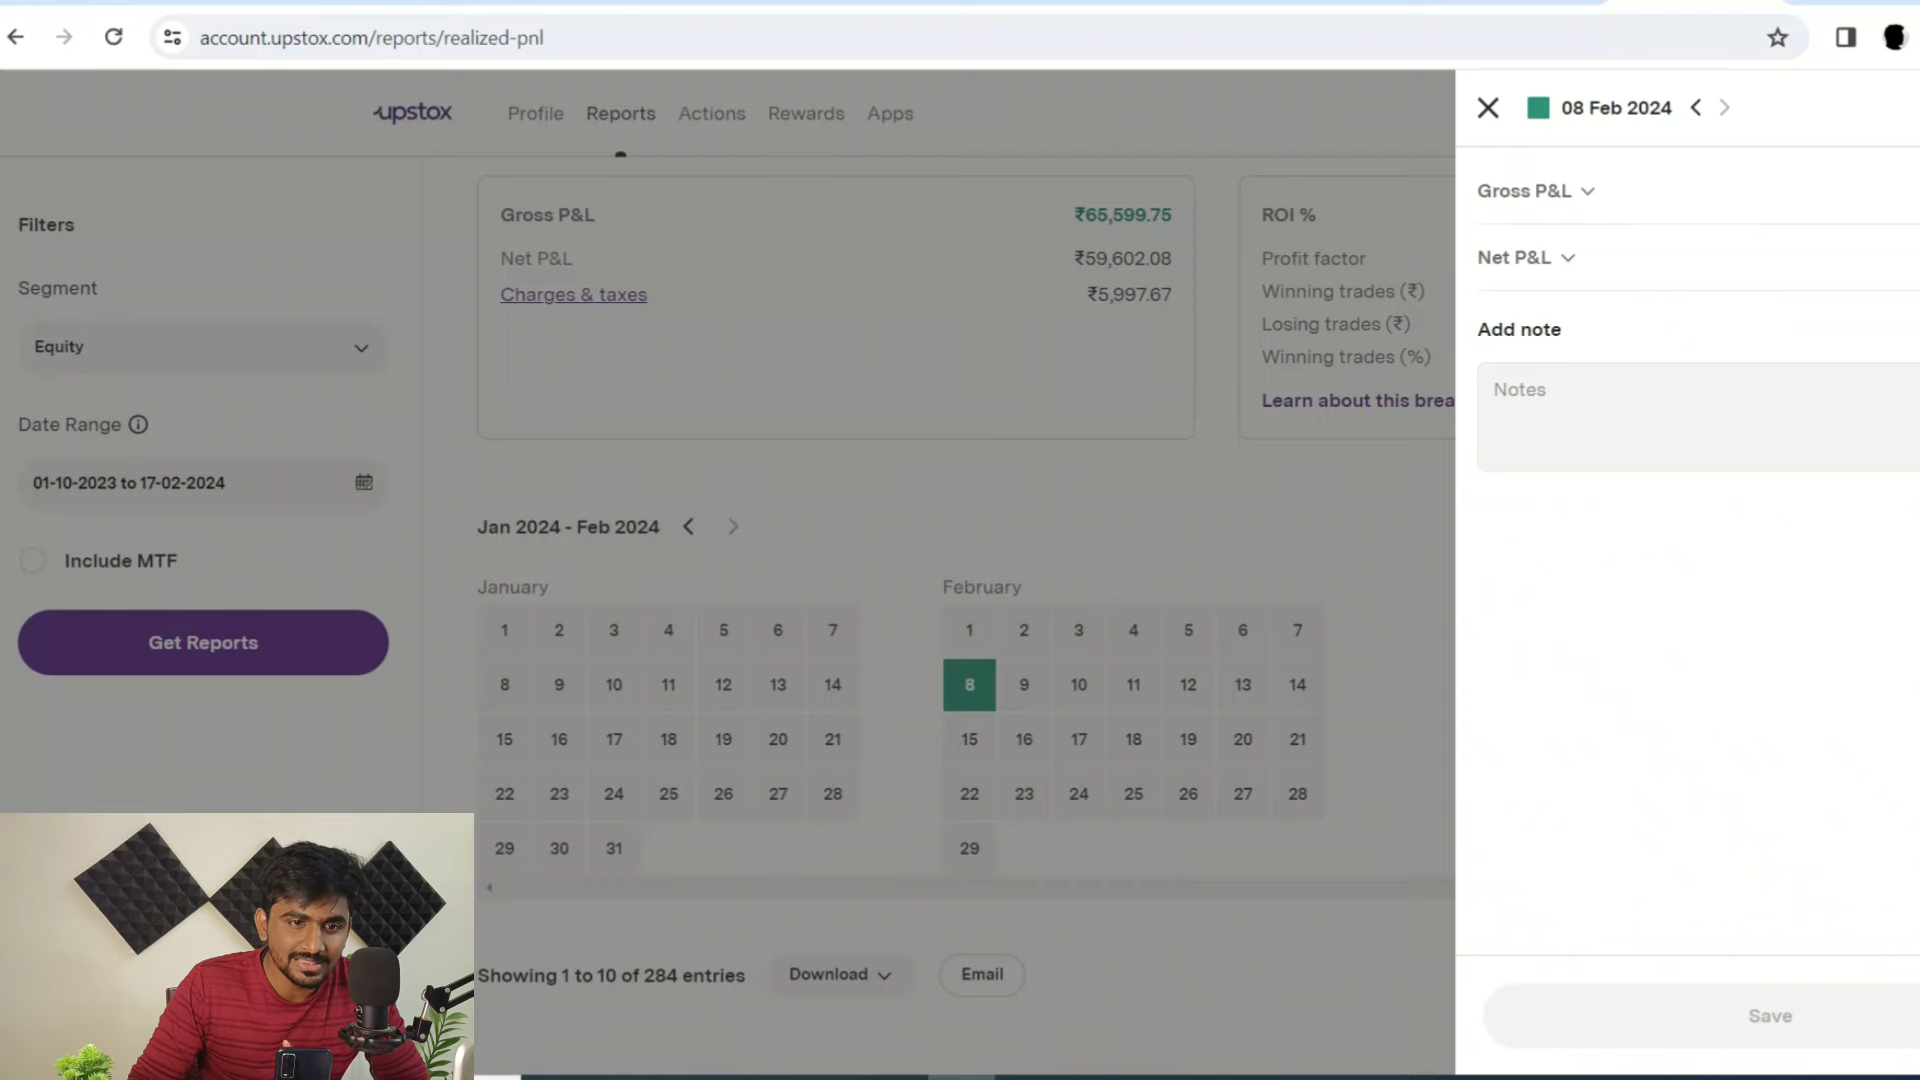 account.upstox.com/reports/realized-pnl
upstox Profile Reports Actions Rewards Apps
Filters
Segment
Equity
Date Range
01-10-2023 to 17-02-2024
Include MTF
Get Reports
Gross P&L ₹65,599.75
Net P&L ₹59,602.08
Charges & taxes ₹5,997.67
ROI %
Profit factor
Winning trades (₹)
Losing trades (₹)
Winning trades (%)
Learn about this brea
Jan 2024 - Feb 2024
January
1 2 3 4 5 6 7
8 9 10 11 12 13 14
15 16 17 18 19 20 21
22 23 24 25 26 27 28
29 30 31
February
1 2 3 4 5 6 7
8 9 10 11 12 13 14
15 16 17 18 19 20 21
22 23 24 25 26 27 28
29
Showing 1 to 10 of 284 entries Download Email
08 Feb 2024
Gross P&L
Net P&L
Add note
Notes
Save